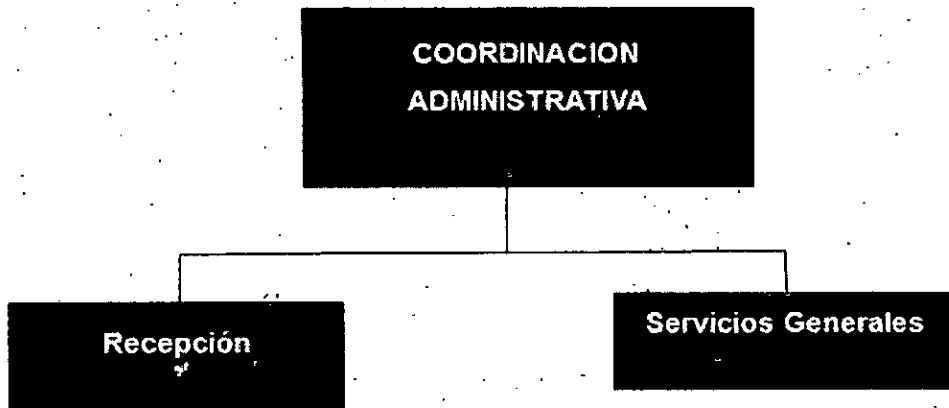 COORDINACION
ADMINISTRATIVA
Recepción
Servicios Generales